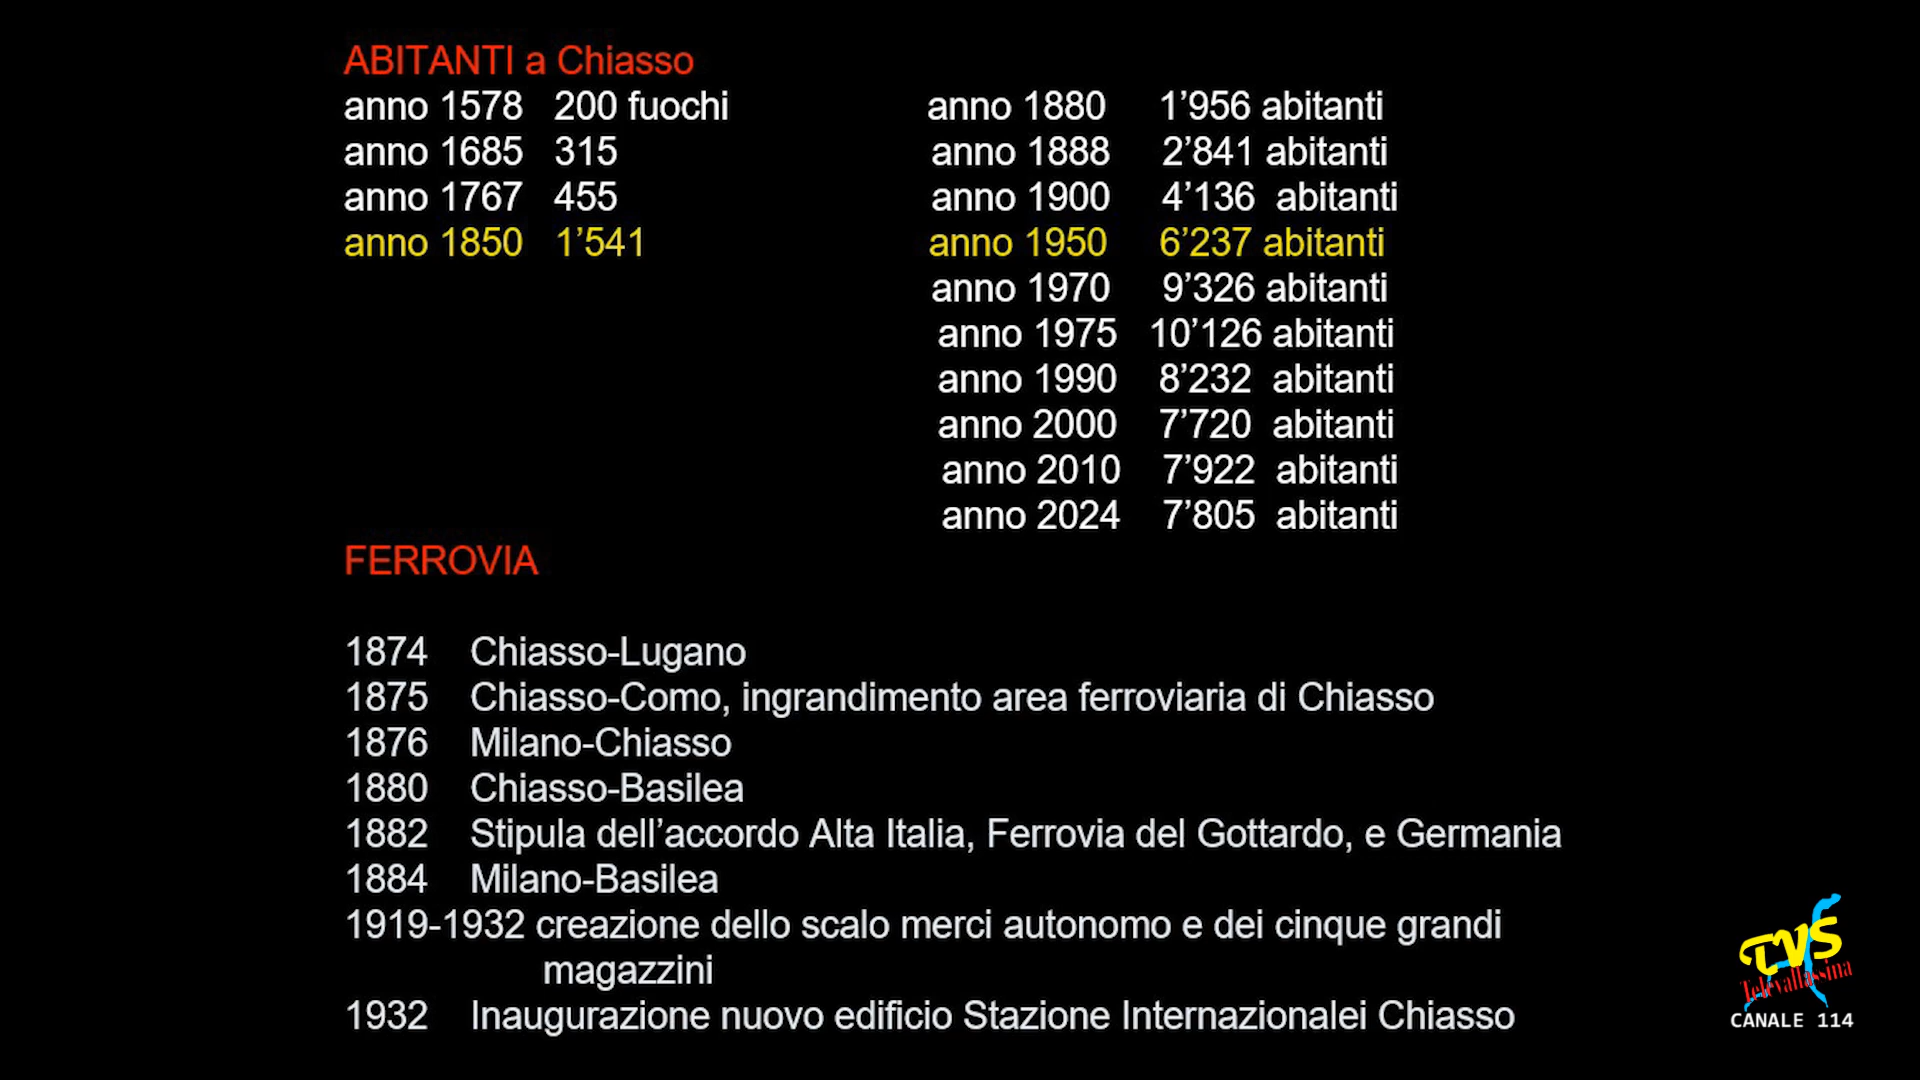 ABITANTI a Chiasso
anno 1578 200 fuochi
anno 1685 315
anno 1767 455
anno 1850 1’541
anno 1880 1’956 abitanti
anno 1888 2’841 abitanti
anno 1900 4’136 abitanti
anno 1950 6’237 abitanti
anno 1970 9’326 abitanti
anno 1975 10’126 abitanti
anno 1990 8’232 abitanti
anno 2000 7’720 abitanti
anno 2010 7’922 abitanti
anno 2024 7’805 abitanti
FERROVIA
1874 Chiasso-Lugano
1875 Chiasso-Como, ingrandimento area ferroviaria di Chiasso
1876 Milano-Chiasso
1880 Chiasso-Basilea
1882 Stipula dell’accordo Alta Italia, Ferrovia del Gottardo, e Germania
1884 Milano-Basilea
1919-1932 creazione dello scalo merci autonomo e dei cinque grandi
magazzini
1932 Inaugurazione nuovo edificio Stazione Internazionalei Chiasso
TVS
Televallassina
CANALE 114